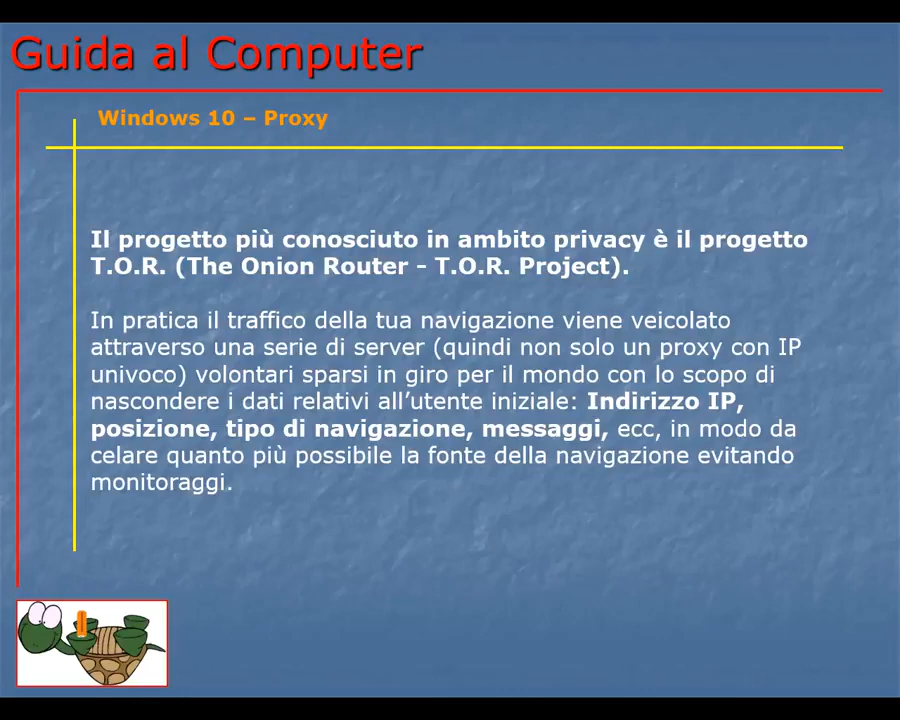 Guida al Computer
Windows 10 – Proxy
Il progetto più conosciuto in ambito privacy è il progetto
T.O.R. (The Onion Router - T.O.R. Project).
In pratica il traffico della tua navigazione viene veicolato
attraverso una serie di server (quindi non solo un proxy con IP
univoco) volontari sparsi in giro per il mondo con lo scopo di
nascondere i dati relativi all’utente iniziale: Indirizzo IP,
posizione, tipo di navigazione, messaggi, ecc, in modo da
celare quanto più possibile la fonte della navigazione evitando
monitoraggi.